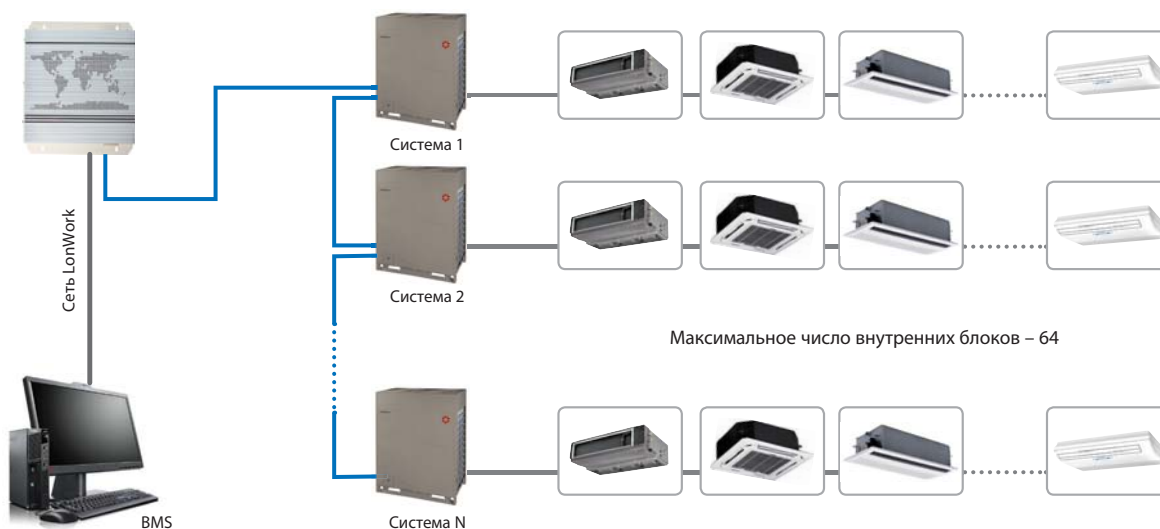 Система 1
Сеть LonWork
Система 2
Максимальное число внутренних блоков – 64
BMS
Система N